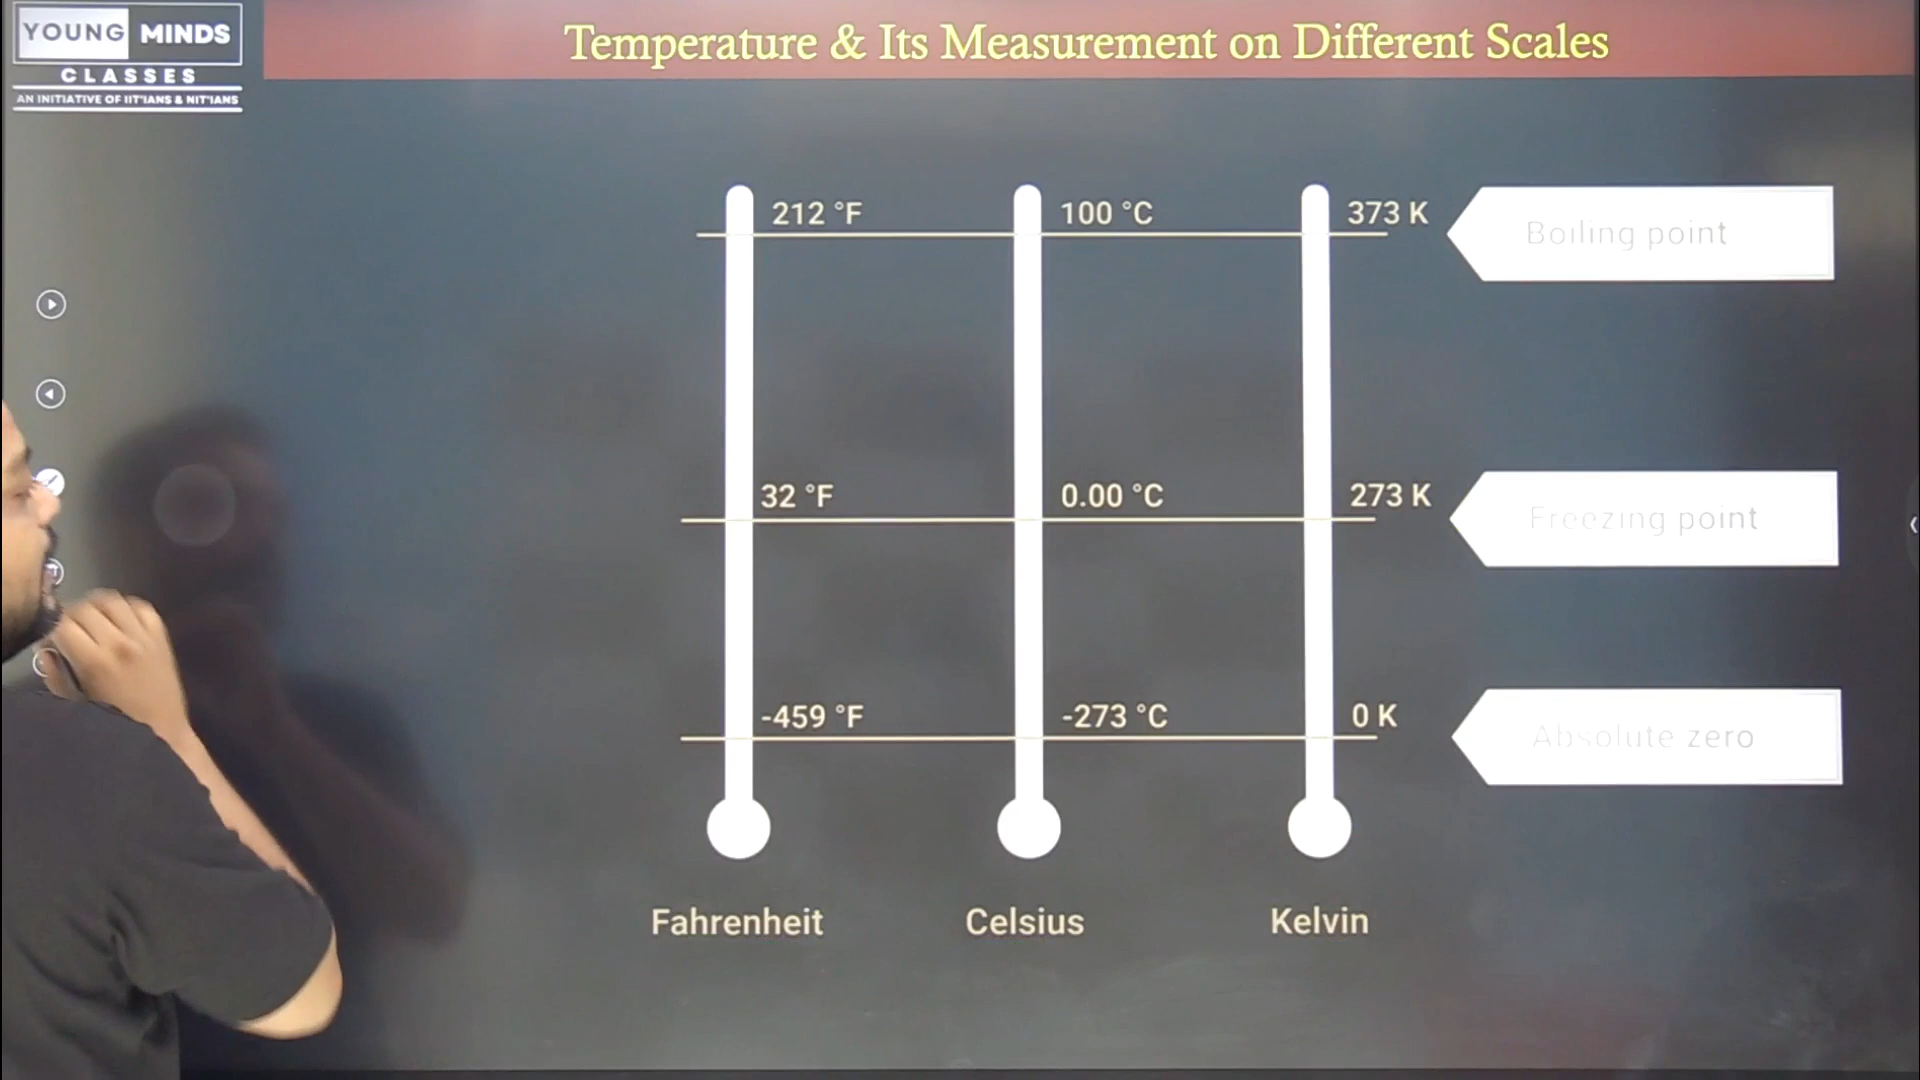 YOUNG MINDS
CLASSES
AN INITIATIVE OF IIT'IANS & NIT'IANS
Temperature & Its Measurement on Different Scales
212 °F 100 °C 373 K Boiling point
32 °F 0.00 °C 273 K Freezing point
-459 °F -273 °C 0 K Absolute zero
Fahrenheit Celsius Kelvin